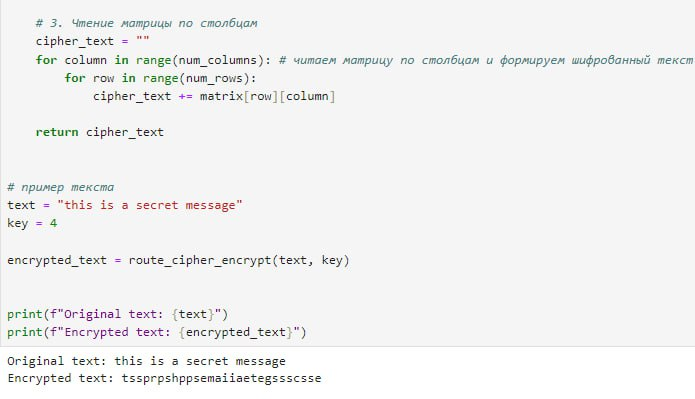 # 3. Чтение матрицы по столбцам
cipher_text = ""
for column in range(num_columns): # читаем матрицу по столбцам и формируем шифрованный текст
for row in range(num_rows):
cipher_text += matrix[row][column]
return cipher_text
# пример текста
text = "this is a secret message"
key = 4
encrypted_text = route_cipher_encrypt(text, key)
print(f"Original text: {text}")
print(f"Encrypted text: {encrypted_text}")
Original text: this is a secret message
Encrypted text: tssprpshppsemaiiaetegssscsse